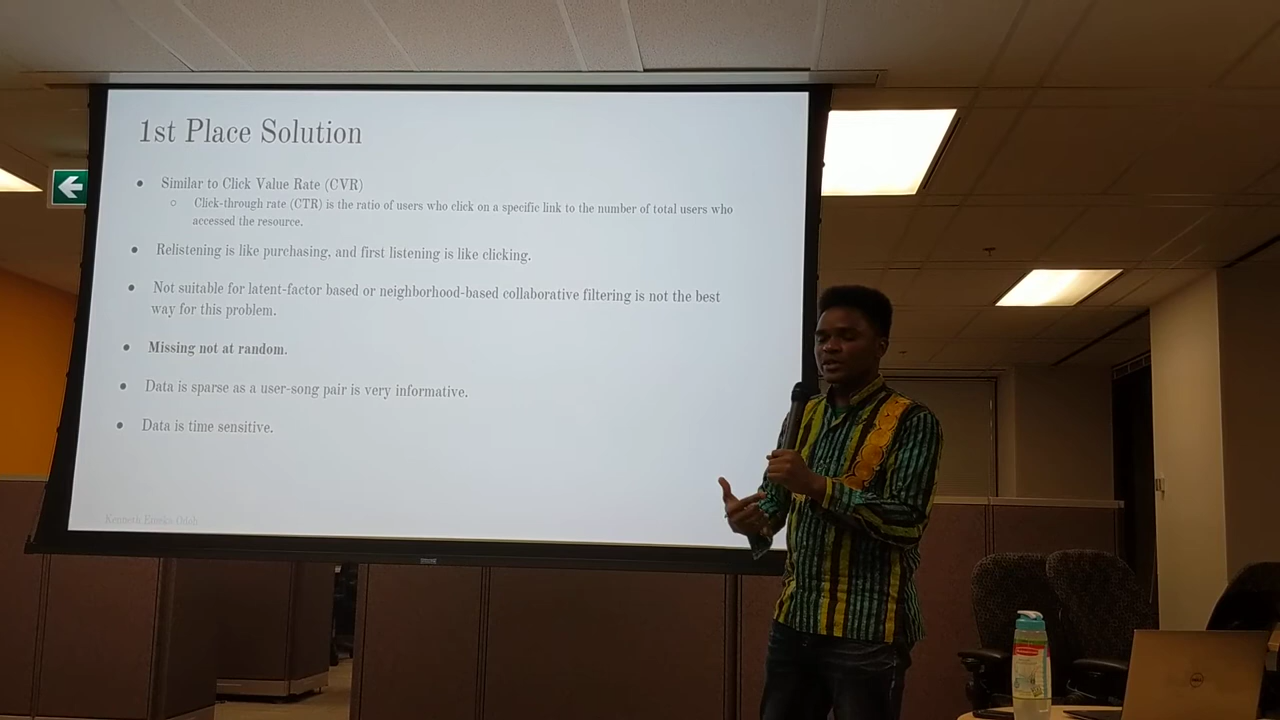 1st Place Solution
Similar to Click Value Rate (CVR)
Click-through rate (CTR) is the ratio of users who click on a specific link to the number of total users who
accessed the resource.
Relistening is like purchasing, and first listening is like clicking.
Not suitable for latent-factor based or neighborhood-based collaborative filtering is not the best
way for this problem.
Missing not at random.
Data is sparse as a user-song pair is very informative.
Data is time sensitive.
Kenneth Emeka Odoh
DELL